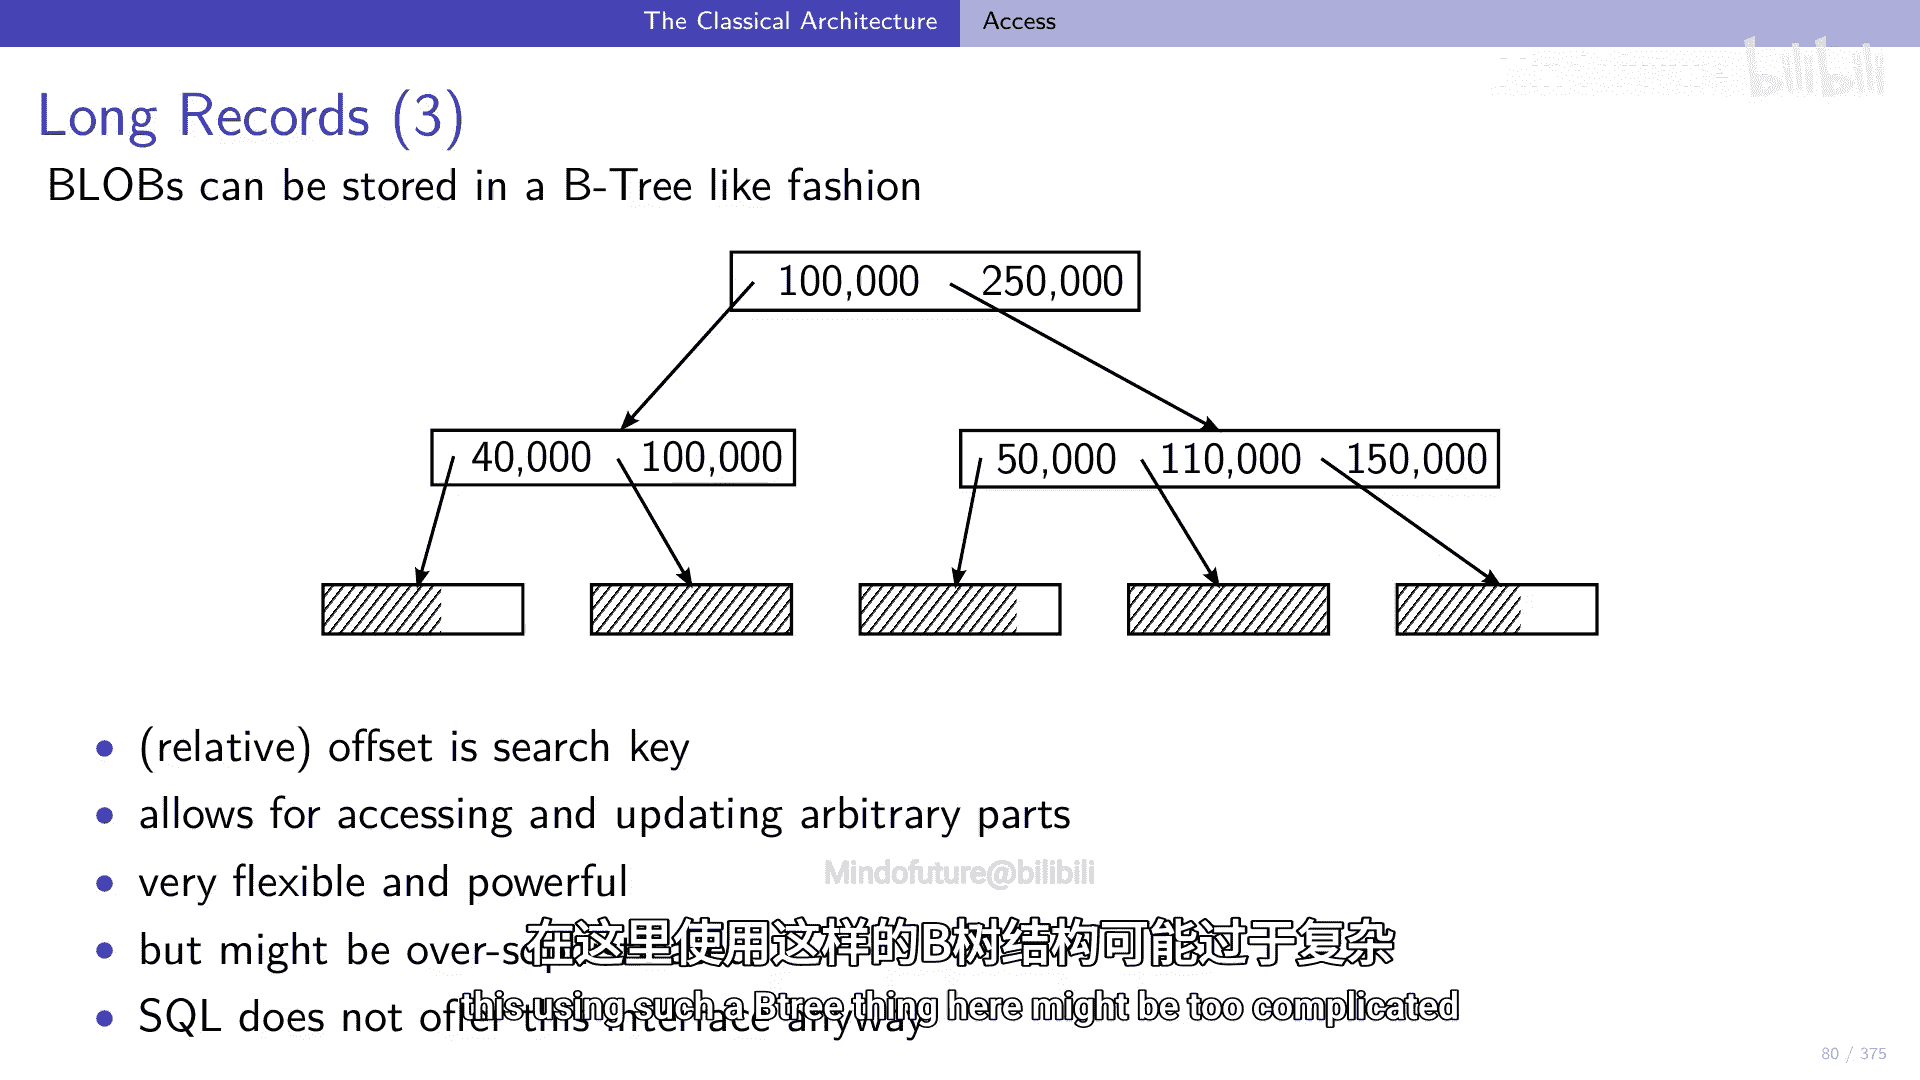 The Classical Architecture Access
bilibili
Long Records (3)
BLOBs can be stored in a B-Tree like fashion
100,000 250,000
40,000 100,000
50,000 110,000 150,000
(relative) offset is search key
allows for accessing and updating arbitrary parts
very flexible and powerful
Mindofuture@bilibili
but might be
在这里使用这样的B树结构可能过于复杂
SQL does not offer this interface anyway
this using such a Btree thing here might be too complicated
80 / 375